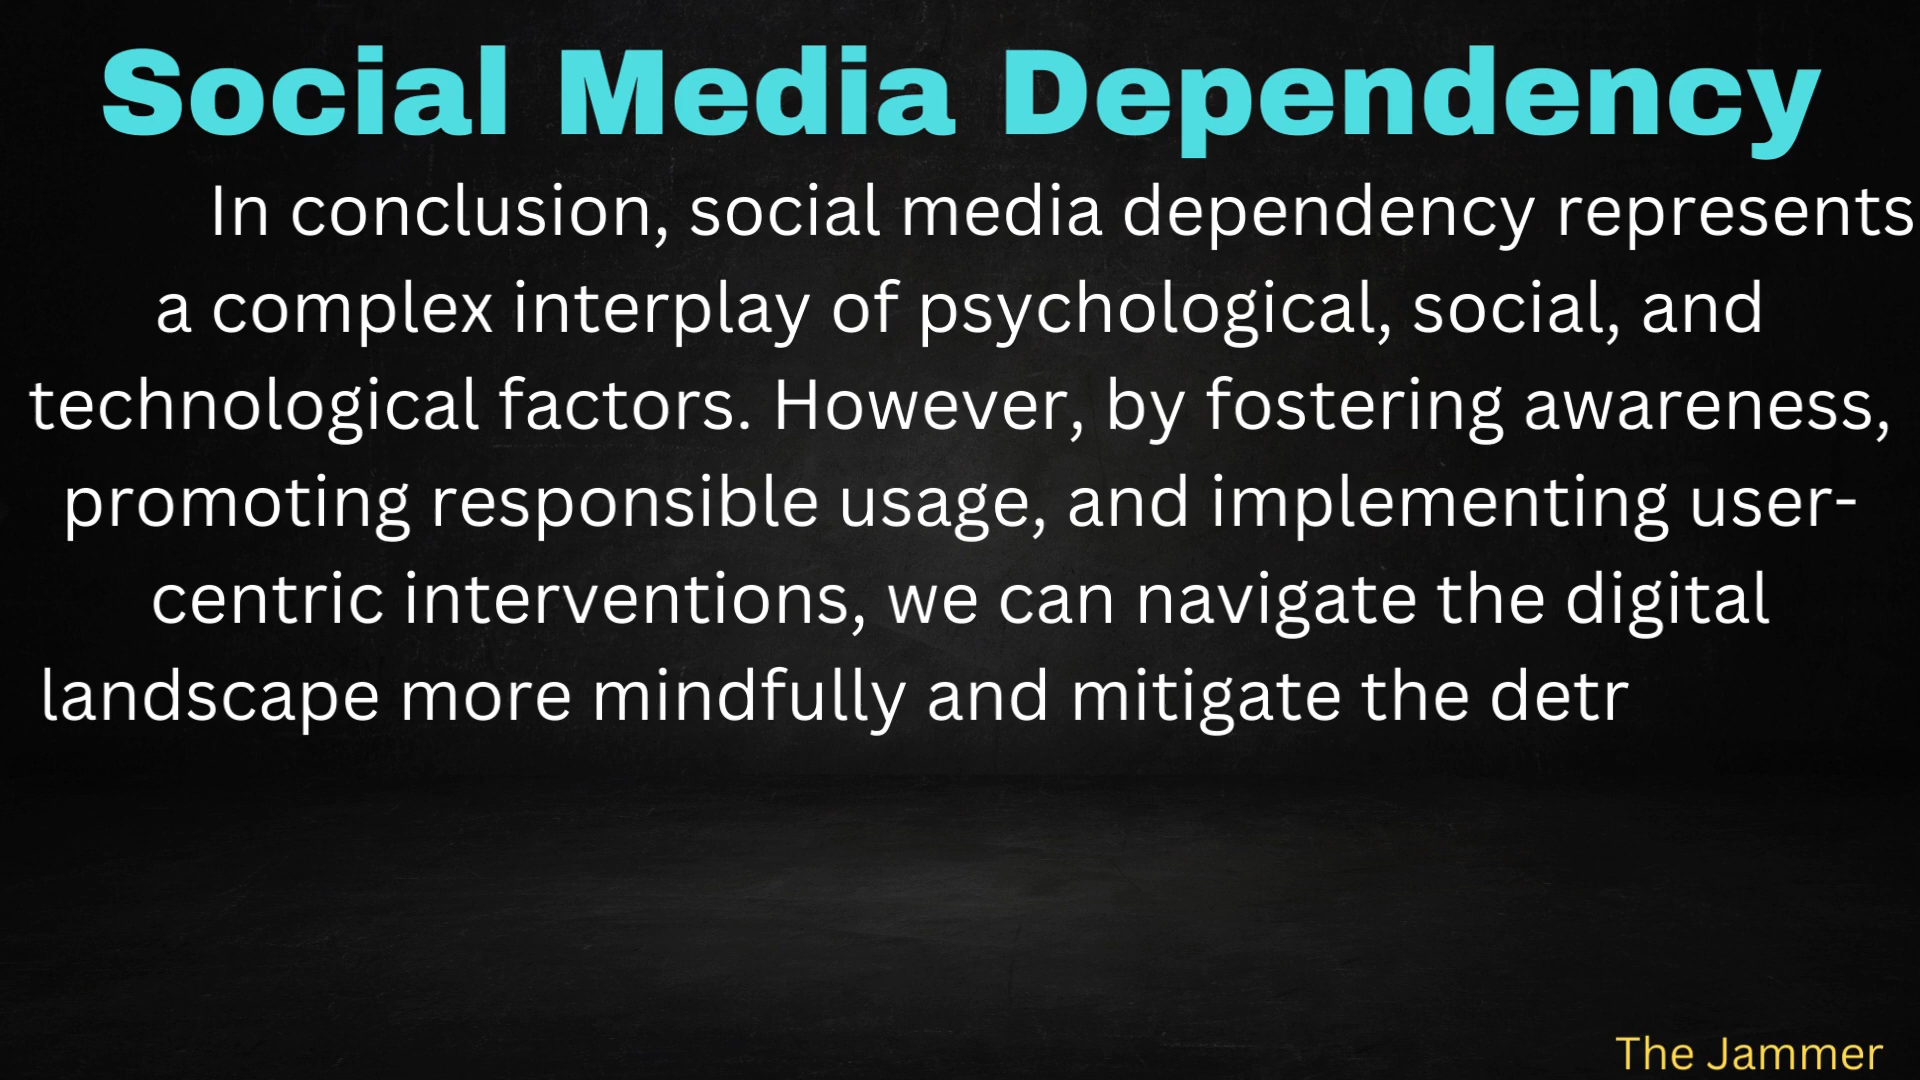 Social Media Dependency
In conclusion, social media dependency represents
a complex interplay of psychological, social, and
technological factors. However, by fostering awareness,
promoting responsible usage, and implementing user-
centric interventions, we can navigate the digital
landscape more mindfully and mitigate the detr
The Jammer